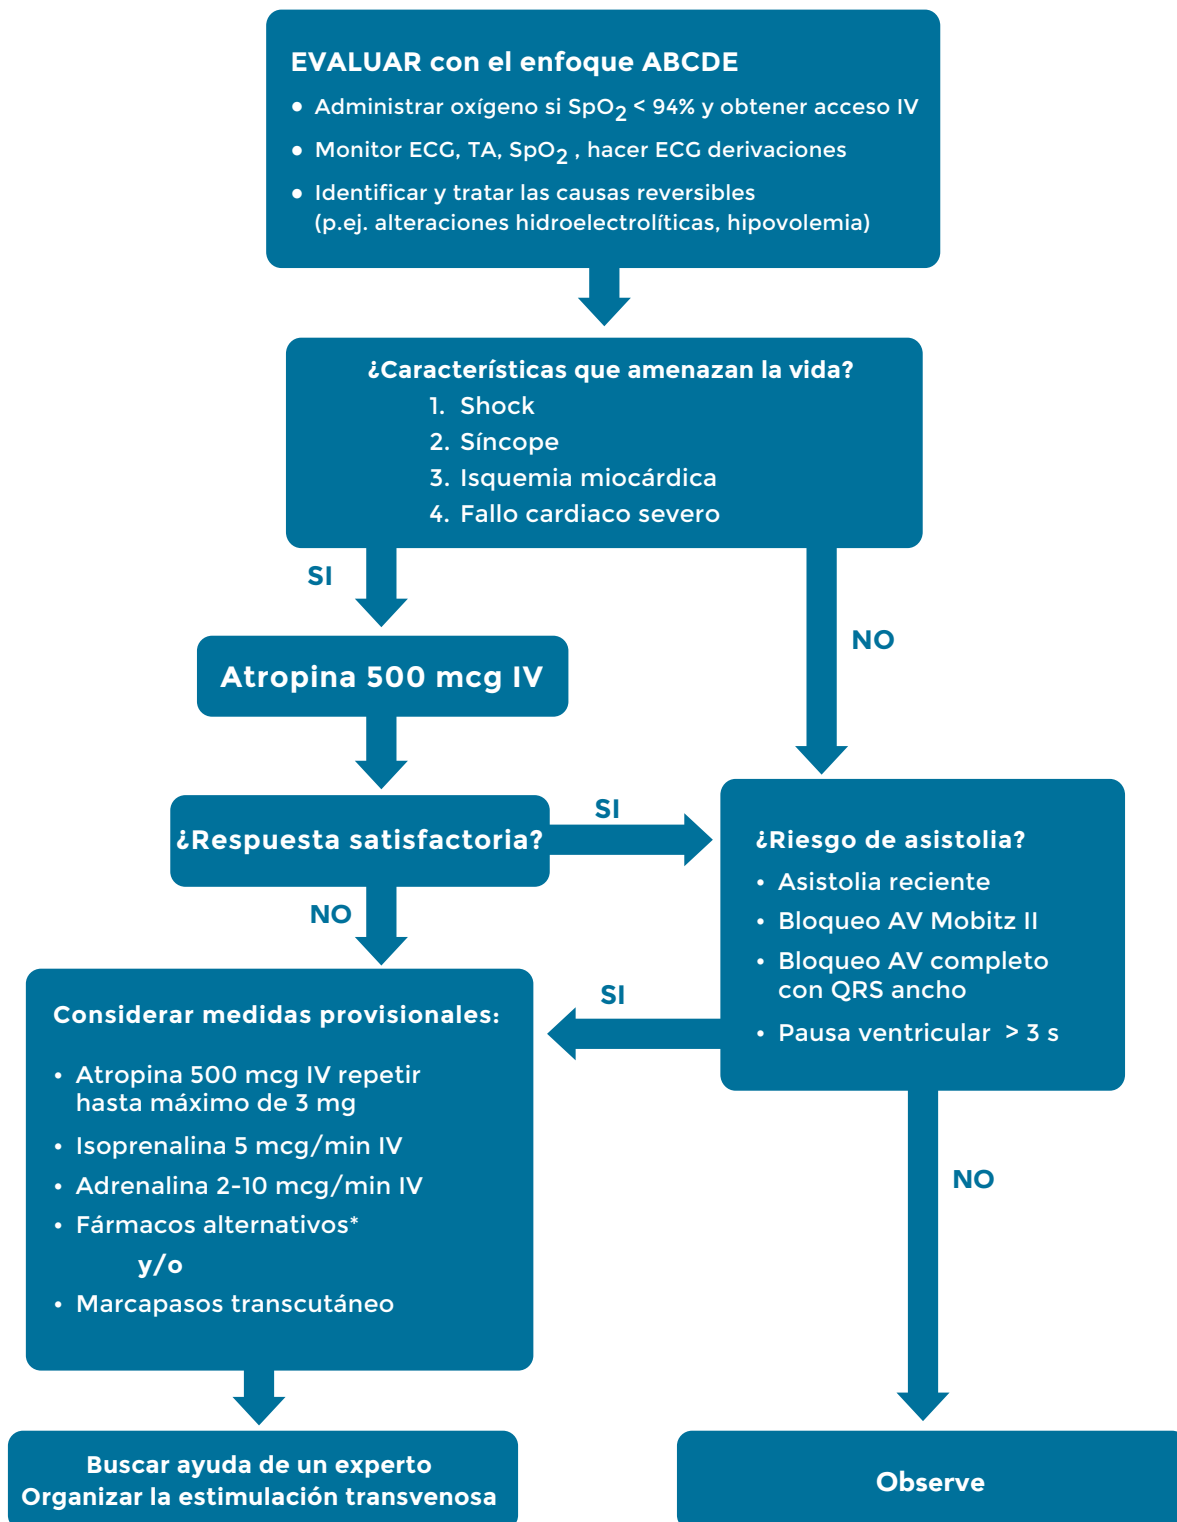 EVALUAR con el enfoque ABCDE
● Administrar oxígeno si SpO₂ < 94% y obtener acceso IV
● Monitor ECG, TA, SpO₂ , hacer ECG derivaciones
● Identificar y tratar las causas reversibles
(p.ej. alteraciones hidroelectrolíticas, hipovolemia)
¿Características que amenazan la vida?
1. Shock
2. Síncope
3. Isquemia miocárdica
4. Fallo cardiaco severo
SI
NO
Atropina 500 mcg IV
¿Respuesta satisfactoria?
SI
NO
¿Riesgo de asistolia?
• Asistolia reciente
• Bloqueo AV Mobitz II
• Bloqueo AV completo
con QRS ancho
• Pausa ventricular > 3 s
SI
NO
Considerar medidas provisionales:
• Atropina 500 mcg IV repetir
hasta máximo de 3 mg
• Isoprenalina 5 mcg/min IV
• Adrenalina 2-10 mcg/min IV
• Fármacos alternativos*
y/o
• Marcapasos transcutáneo
Buscar ayuda de un experto
Organizar la estimulación transvenosa
Observe